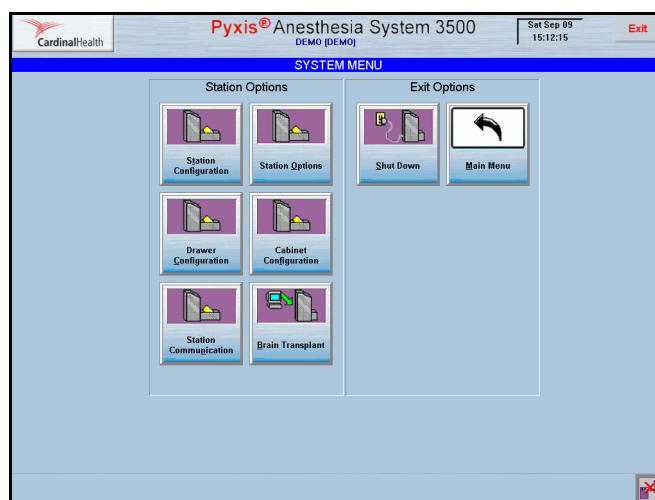 CardinalHealth
Pyxis® Anesthesia System 3500
DEMO (DEMO)
Sat Sep 09
15:12:15
Exit
SYSTEM MENU
Station Options
Exit Options
Station
Configuration
Station Options
Shut Down
Main Menu
Drawer
Configuration
Cabinet
Configuration
Station
Communication
Brain Transplant